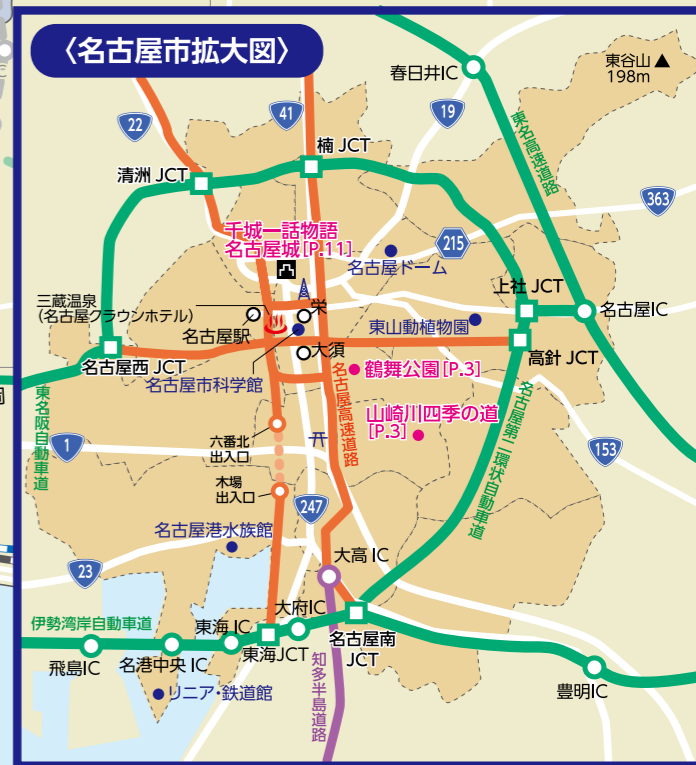 〈名古屋市拡大図〉
東谷山▲
198m
春日井IC
22
41
19
楠 JCT
清洲 JCT
東名高速道路
363
千城一話物語
名古屋城[P.11]
215
名古屋ドーム
上社 JCT
三蔵温泉
(名古屋クラウンホテル)
栄
名古屋IC
名古屋駅
東山動植物園
大須
高針 JCT
名古屋西 JCT
名古屋市科学館
鶴舞公園[P.3]
名古屋高速道路
東名阪自動車道
山崎川四季の道
[P.3]
名古屋第二環状自動車道
1
六番北
出入口
153
木場
出入口
247
名古屋港水族館
23
大高 IC
大府IC
伊勢湾岸自動車道
東海 IC
名古屋南
JCT
東海JCT
飛島IC
名港中央 IC
知多半島道路
リニア・鉄道館
豊明IC